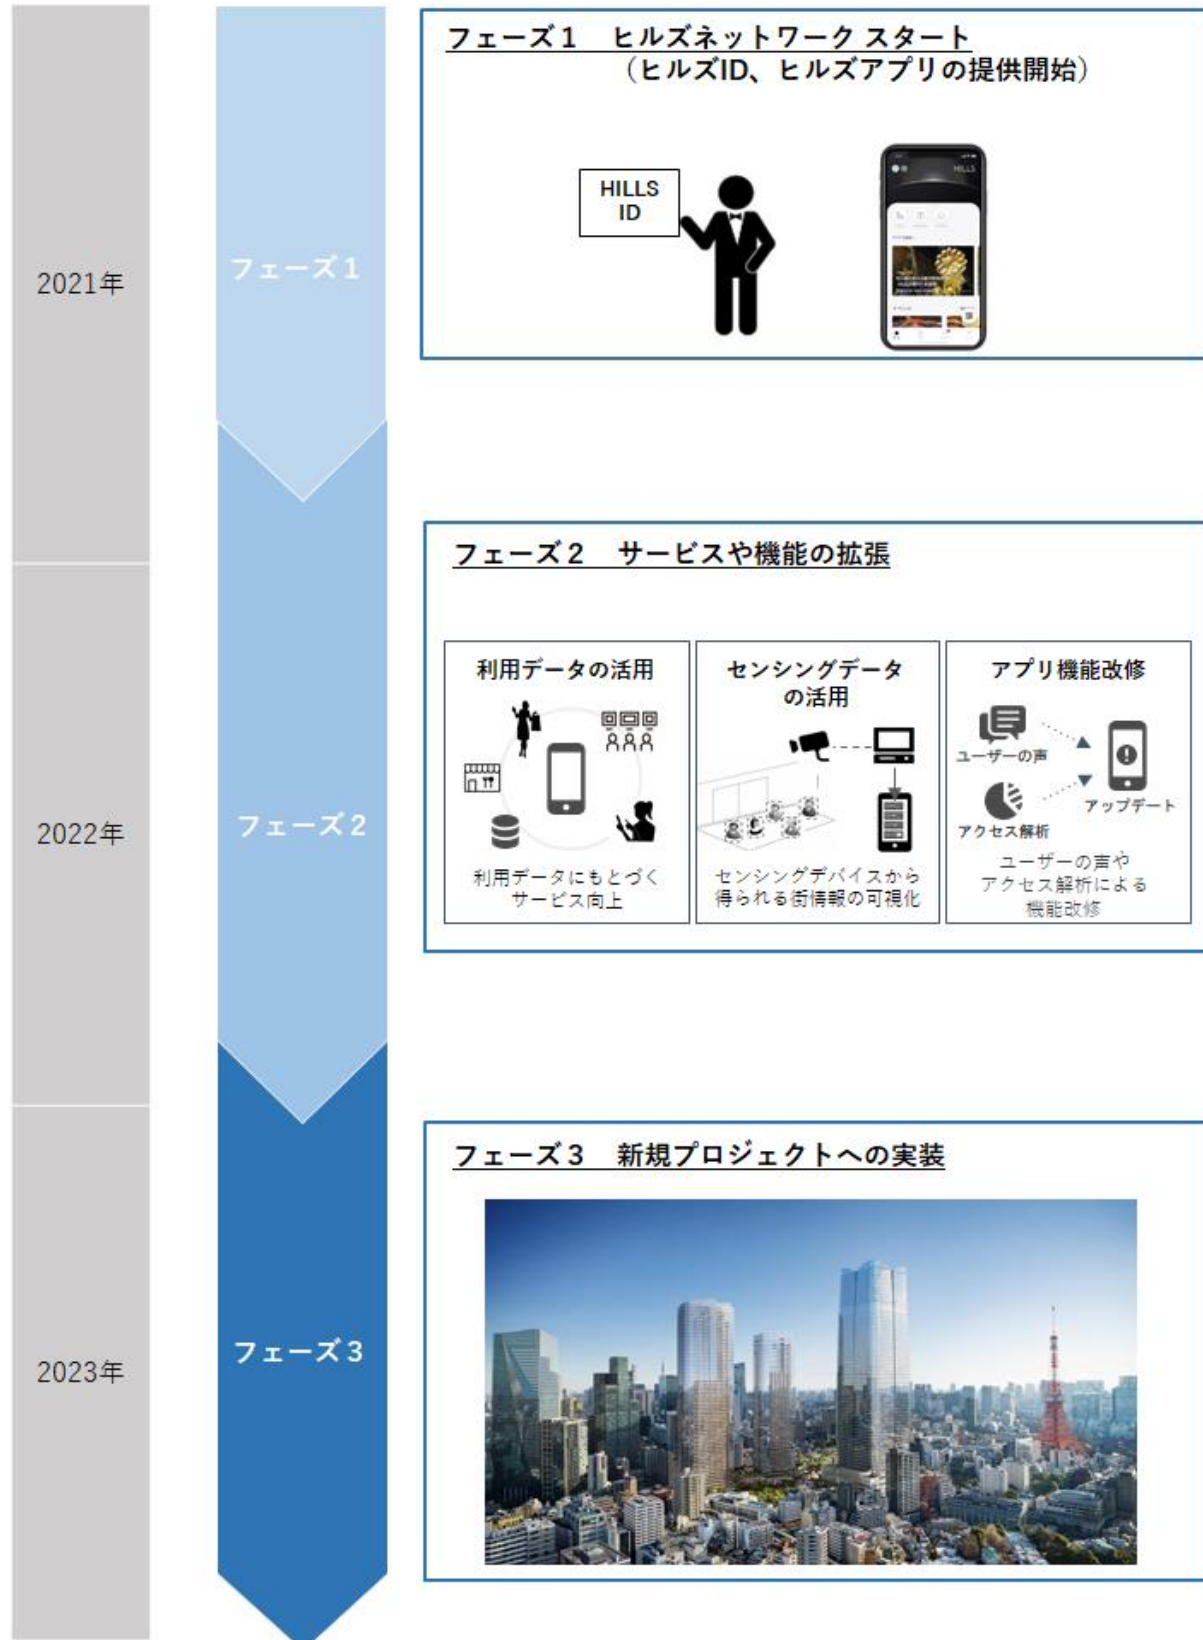 2021年
フェーズ1
フェーズ1 ヒルズネットワーク スタート
(ヒルズID、ヒルズアプリの提供開始)
HILLS
ID
HILLS
2022年
フェーズ2
フェーズ2 サービスや機能の拡張
利用データの活用
利用データにもとづく
サービス向上
センシングデータ
の活用
センシングデバイスから
得られる街情報の可視化
アプリ機能改修
ユーザーの声
アクセス解析
アップデート
ユーザーの声や
アクセス解析による
機能改修
2023年
フェーズ3
フェーズ3 新規プロジェクトへの実装